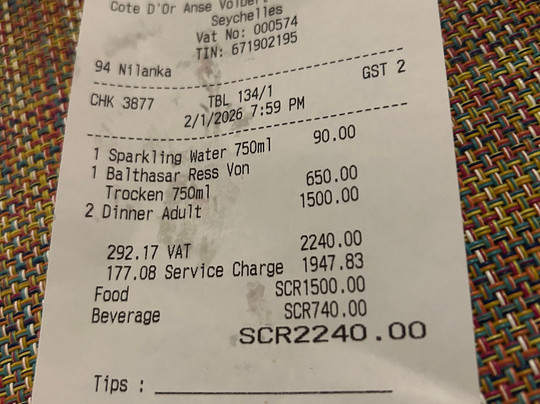 Cote D'Or Anse
Seychelles
Vat No: 000574
TIN: 671902195
94 Nilanka
GST 2
CHK 3877 TBL 134/1
2/1/2026 7:59 PM
1 Sparkling Water 750ml 90.00
1 Balthasar Ress Von
Trocken 750ml 650.00
2 Dinner Adult 1500.00
292.17 VAT 2240.00
177.08 Service Charge 1947.83
Food SCR1500.00
Beverage SCR740.00
SCR2240.00
Tips :